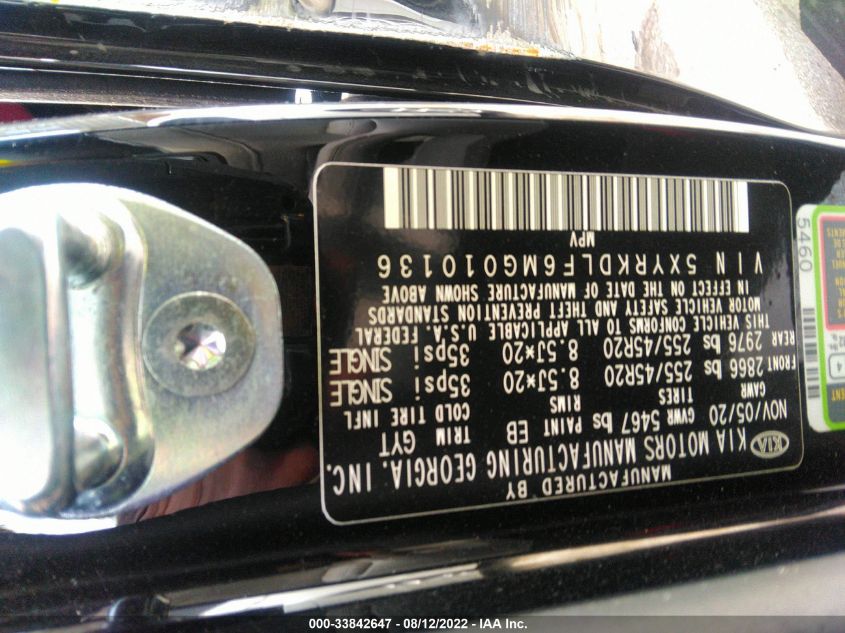 MANUFACTURED BY
KIA KIA MOTORS MANUFACTURING GEORGIA, INC.
NOV/05/20 PAINT EB TRIM GYT
GVWR 5467 lbs
GAWR TIRES RIMS COLD TIRE INFL
FRONT 2866 lbs 255/45R20 8.5J×20 35psi SINGLE
REAR 2976 lbs 255/45R20 8.5J×20 35psi SINGLE
THIS VEHICLE CONFORMS TO ALL APPLICABLE U.S.A. FEDERAL
MOTOR VEHICLE SAFETY AND THEFT PREVENTION STANDARDS
IN EFFECT ON THE DATE OF MANUFACTURE SHOWN ABOVE
VIN 5XYRKDLF6MG010136
MPV
5460
000-33842647 - 08/12/2022 - IAA Inc.